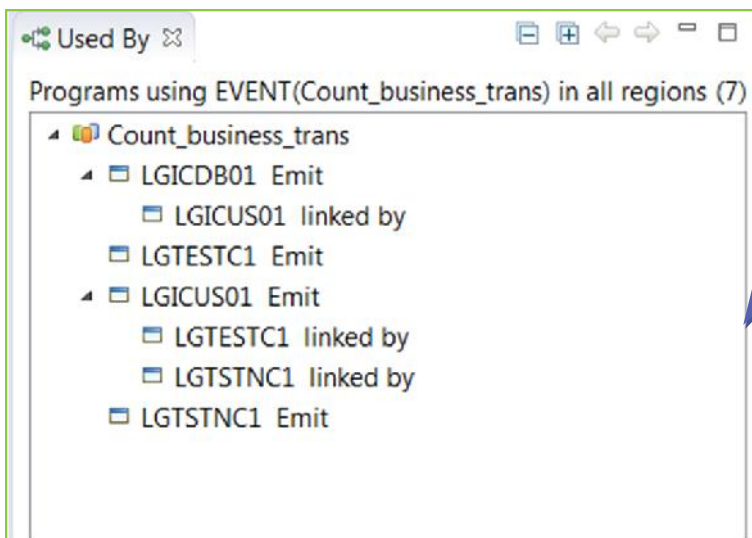 Used By
Programs using EVENT(Count_business_trans) in all regions (7)
Count_business_trans
LGICDB01 Emit
LGICUS01 linked by
LGTESTC1 Emit
LGICUS01 Emit
LGTESTC1 linked by
LGTSTNC1 linked by
LGTSTNC1 Emit